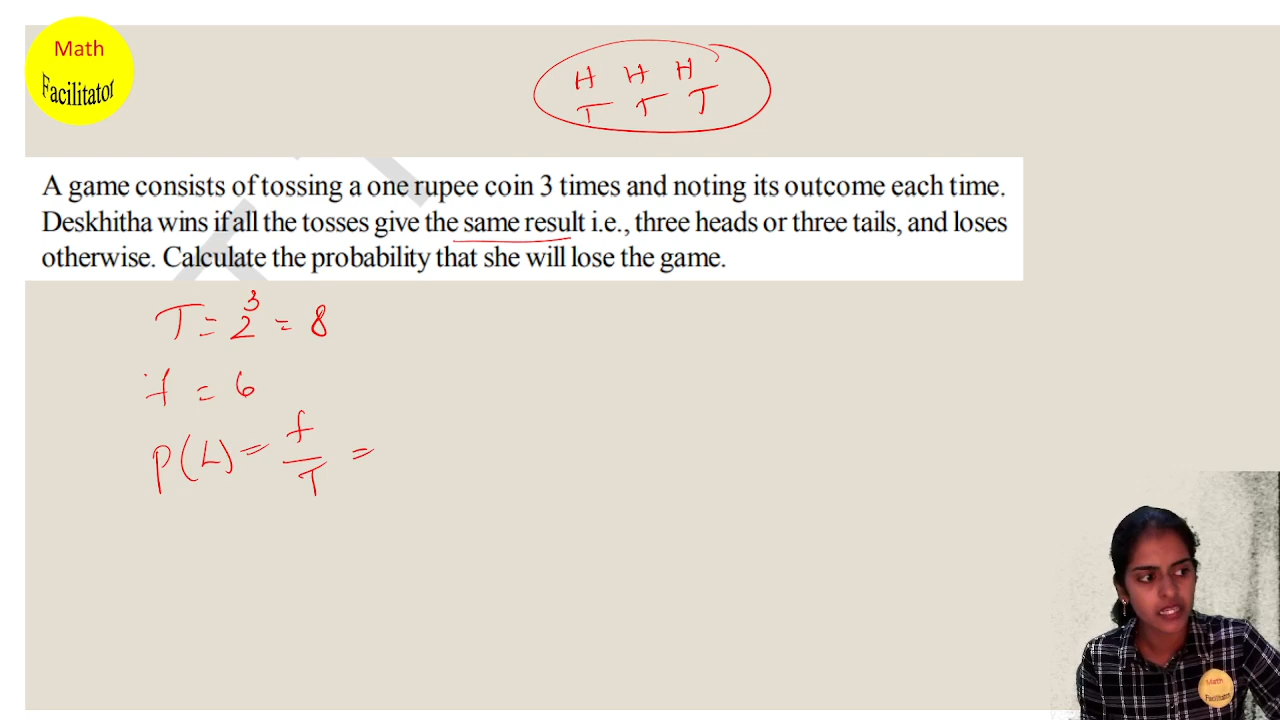 Math
Facilitator
H H H
T T T
A game consists of tossing a one rupee coin 3 times and noting its outcome each time.
Deskhitha wins if all the tosses give the same result i.e., three heads or three tails, and loses
otherwise. Calculate the probability that she will lose the game.
T = 2³ = 8
f = 6
P(L) = f/T =
Math
Facilitator